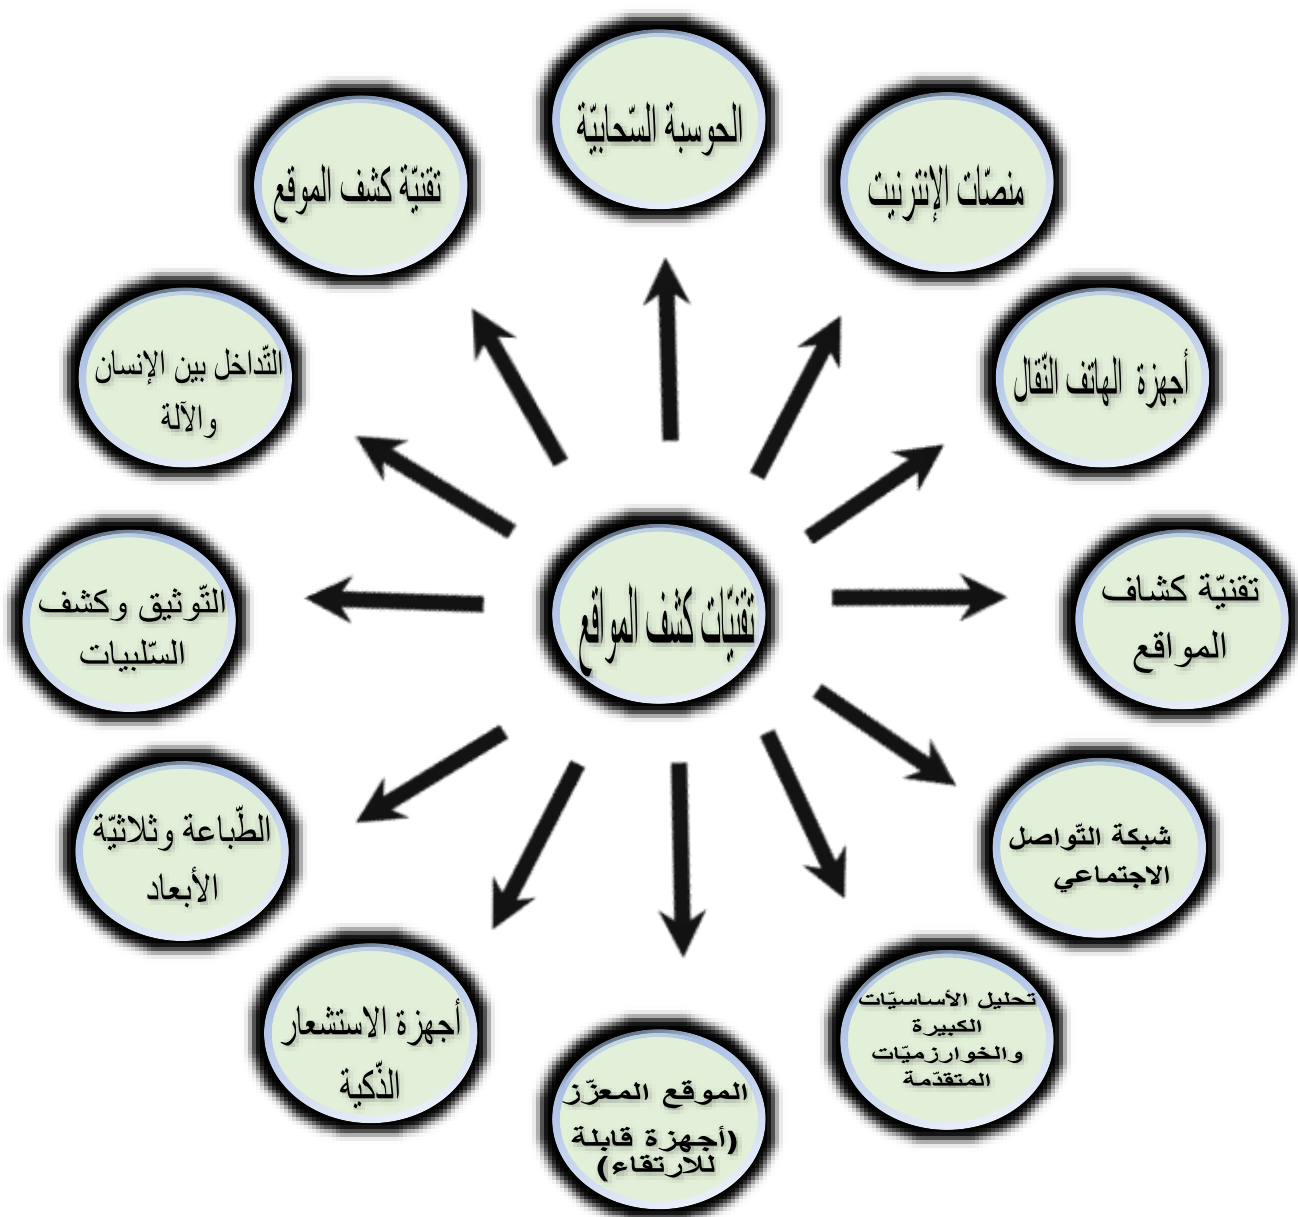 الحوسبة السّحابيّة
منصّات الإنترنيت
تقنيّة كشف الموقع
أجهزة الهاتف النّقال
التّداخل بين الإنسان
والآلة
تقنيّة كشاف
المواقع
تقنيّات كشف المواقع
التّوثيق وكشف
السّلبيات
شبكة التّواصل
الاجتماعي
الطّباعة وثلاثيّة
الأبعاد
تحليل الأساسيّات
الكبيرة
والخوارزميّات
المتقدّمة
أجهزة الاستشعار
الذّكية
الموقع المعزّز
(أجهزة قابلة
للارتقاء)